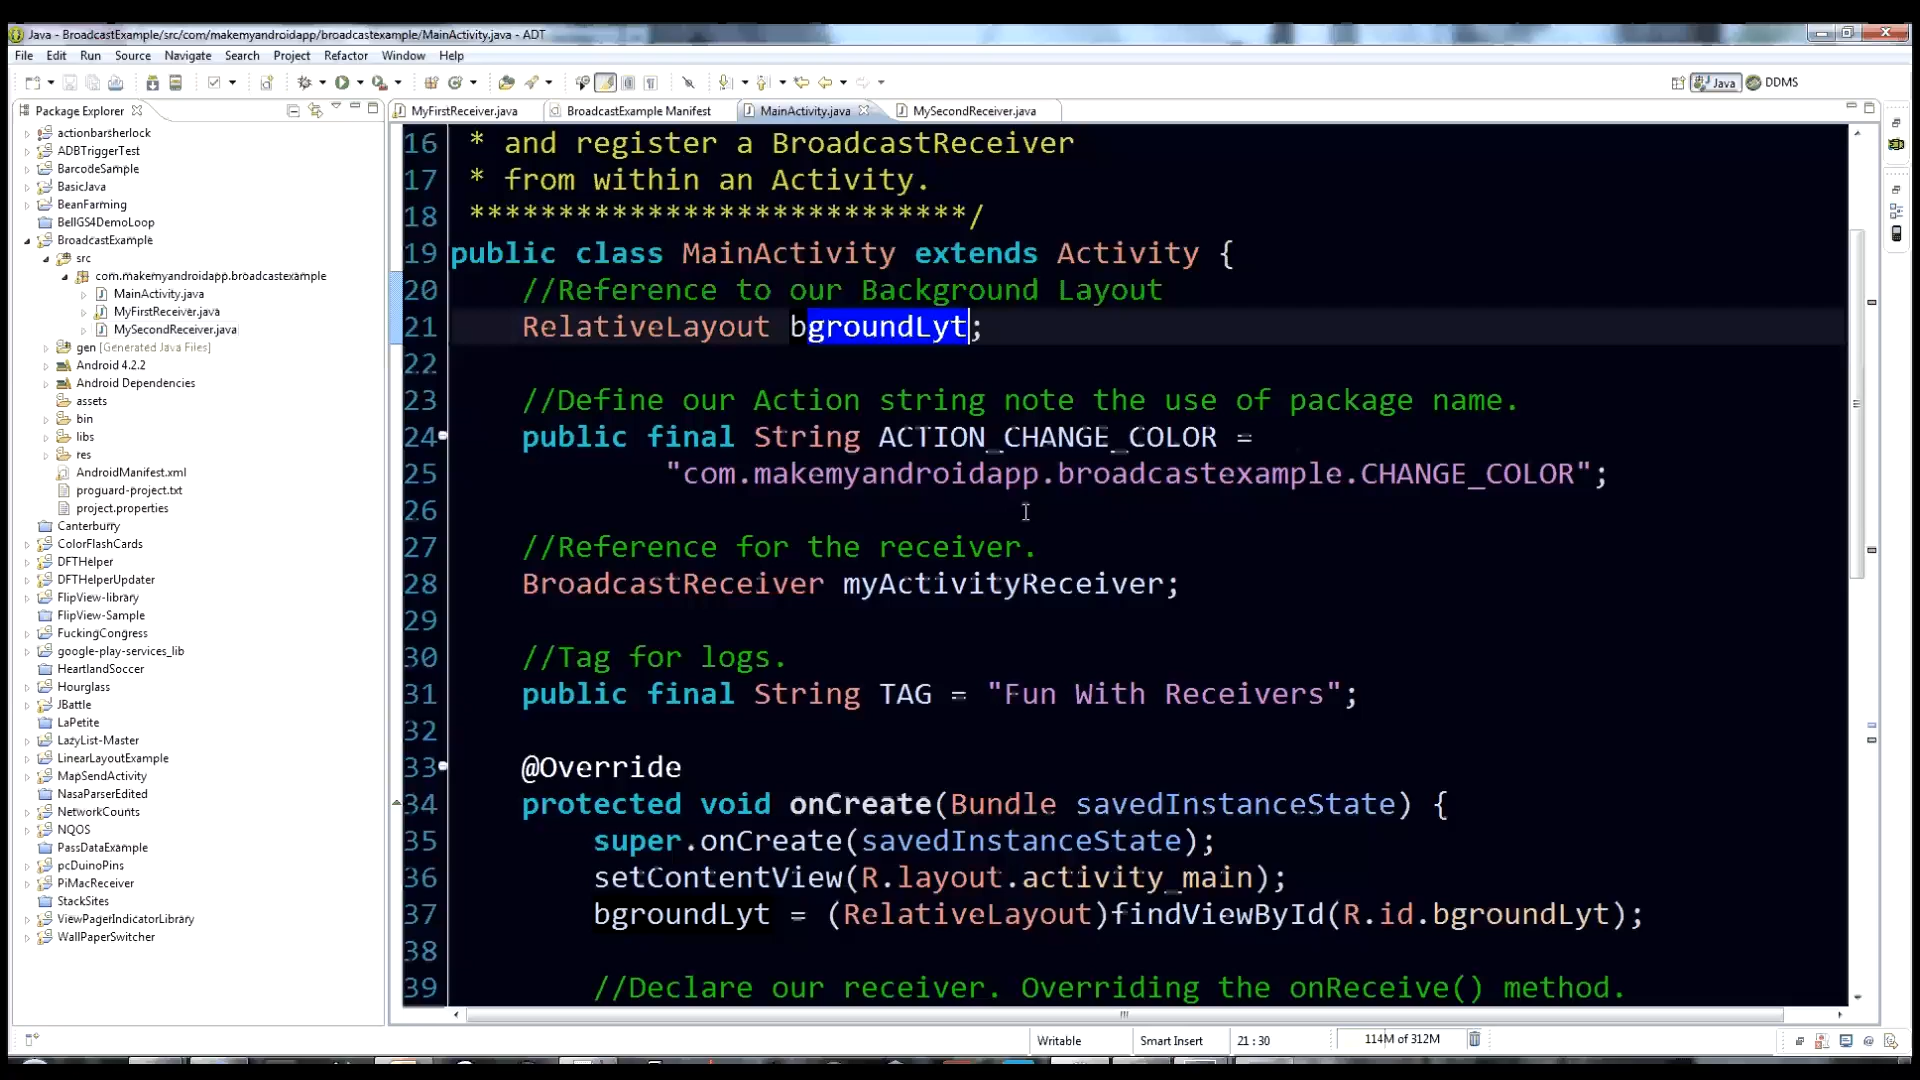 Java - BroadcastExample/src/com/makemyandroidapp/broadcastexample/MainActivity.java - ADT
File Edit Run Source Navigate Search Project Refactor Window Help
Java DDMS
Package Explorer
MyFirstReceiver.java BroadcastExample Manifest MainActivity.java MySecondReceiver.java
actionbarsherlock
ADBTriggerTest
BarcodeSample
BasicJava
BeanFarming
BellGS4DemoLoop
BroadcastExample
src
com.makemyandroidapp.broadcastexample
MainActivity.java
MyFirstReceiver.java
MySecondReceiver.java
gen [Generated Java Files]
Android 4.2.2
Android Dependencies
assets
bin
libs
res
AndroidManifest.xml
proguard-project.txt
project.properties
Canterburry
ColorFlashCards
DFTHelper
DFTHelperUpdater
FlipView-library
FlipView-Sample
FuckingCongress
google-play-services_lib
HeartlandSoccer
Hourglass
JBattle
LaPetite
LazyList-Master
LinearLayoutExample
MapSendActivity
NasaParserEdited
NetworkCounts
NQOS
PassDataExample
pcDuinoPins
PiMacReceiver
StackSites
ViewPagerIndicatorLibrary
WallPaperSwitcher
16 * and register a BroadcastReceiver
17 * from within an Activity.
18 ****************************/
19 public class MainActivity extends Activity {
20 //Reference to our Background Layout
21 RelativeLayout bgroundLyt;
22
23 //Define our Action string note the use of package name.
24 public final String ACTION_CHANGE_COLOR =
25 "com.makemyandroidapp.broadcastexample.CHANGE_COLOR";
26
27 //Reference for the receiver.
28 BroadcastReceiver myActivityReceiver;
29
30 //Tag for logs.
31 public final String TAG = "Fun With Receivers";
32
33 @Override
34 protected void onCreate(Bundle savedInstanceState) {
35 super.onCreate(savedInstanceState);
36 setContentView(R.layout.activity_main);
37 bgroundLyt = (RelativeLayout)findViewById(R.id.bgroundLyt);
38
39 //Declare our receiver. Overriding the onReceive() method.
Writable Smart Insert 21 : 30 114M of 312M